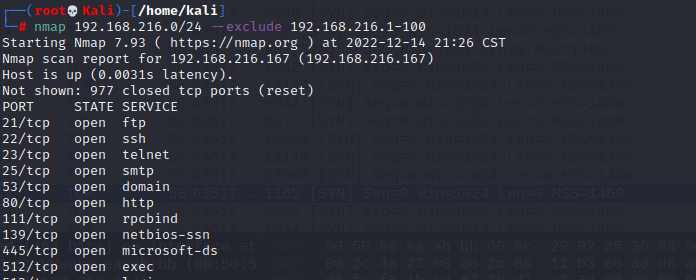 ┌──(root💀Kali)-[/home/kali]
└─# nmap 192.168.216.0/24 --exclude 192.168.216.1-100
Starting Nmap 7.93 ( https://nmap.org ) at 2022-12-14 21:26 CST
Nmap scan report for 192.168.216.167 (192.168.216.167)
Host is up (0.0031s latency).
Not shown: 977 closed tcp ports (reset)
PORT STATE SERVICE
21/tcp open ftp
22/tcp open ssh
23/tcp open telnet
25/tcp open smtp
53/tcp open domain
80/tcp open http
111/tcp open rpcbind
139/tcp open netbios-ssn
445/tcp open microsoft-ds
512/tcp open exec